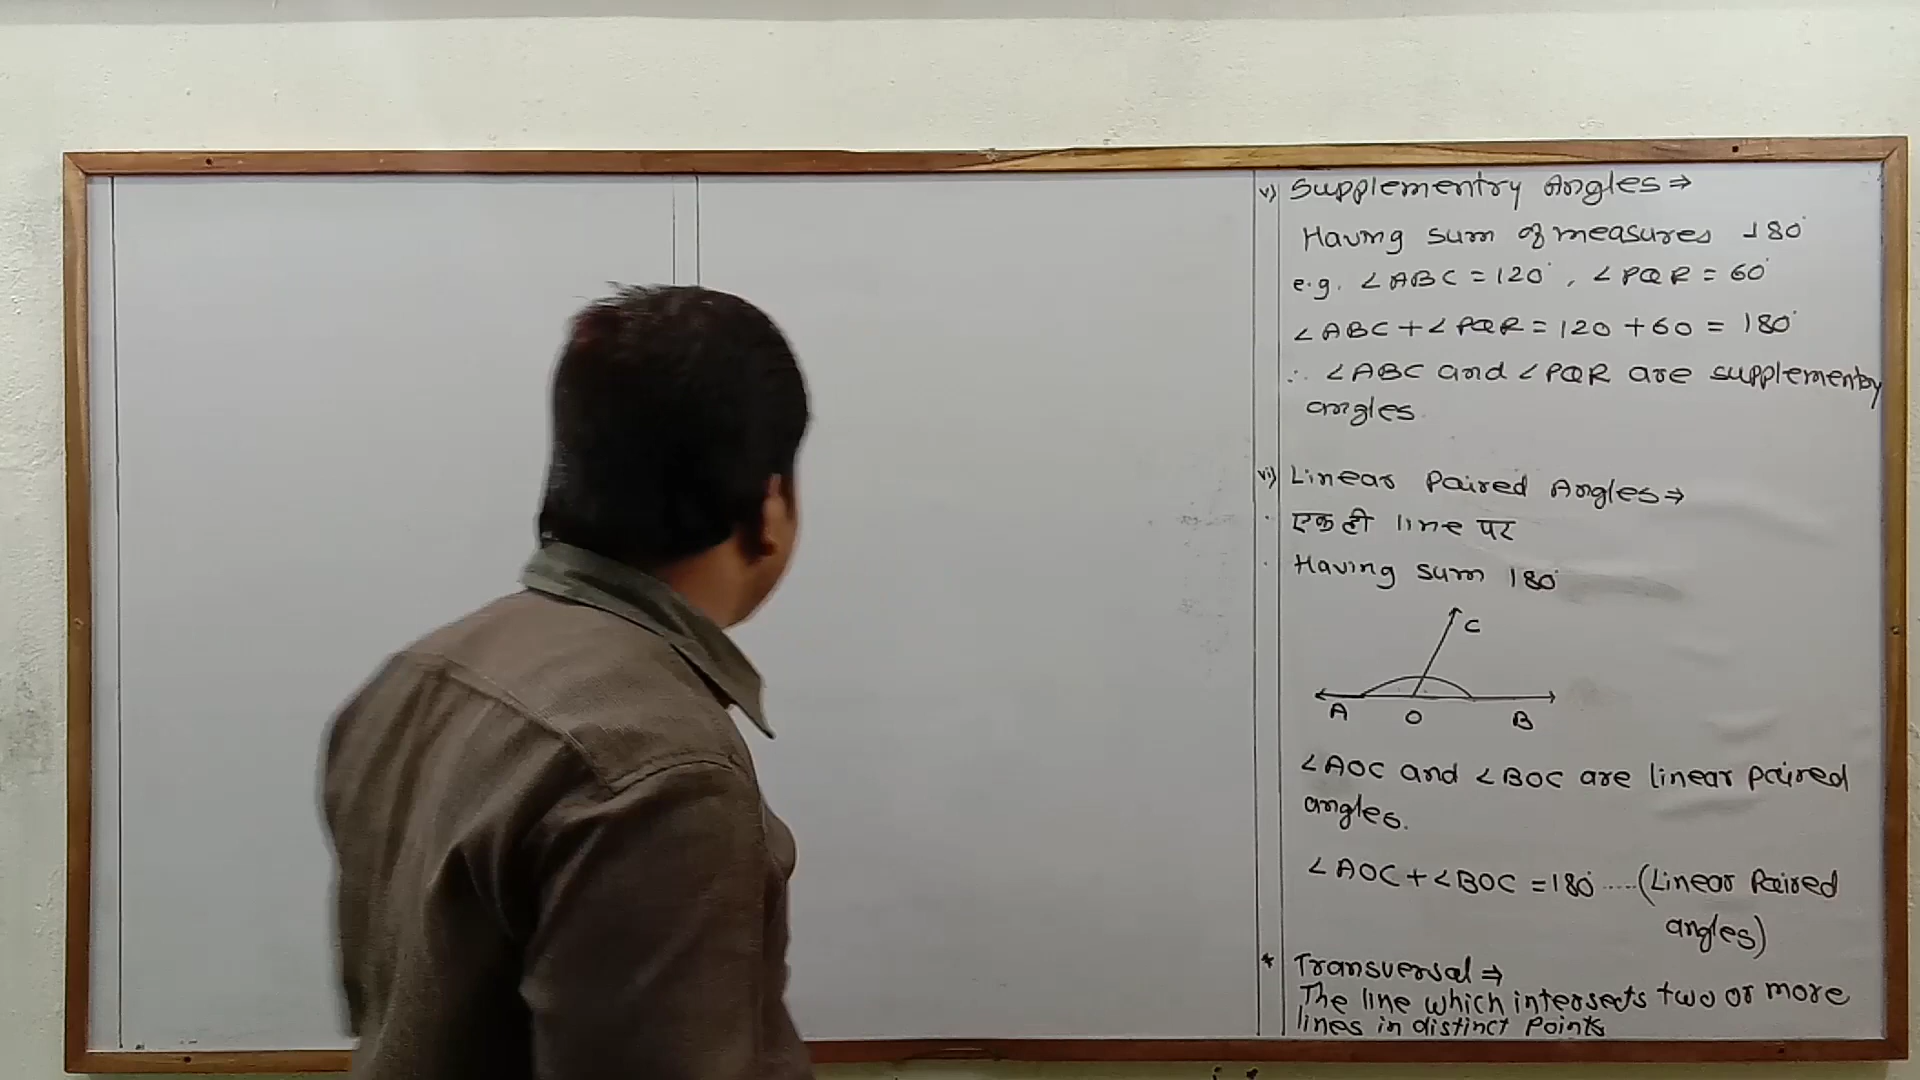 v) Supplementry Angles ⇒
Having sum of measures 180°
e.g. ∠ABC = 120°, ∠PQR = 60°
∠ABC + ∠PQR = 120 + 60 = 180°
∴ ∠ABC and ∠PQR are supplementry
angles.
vi) Linear Paired Angles ⇒
· एक ही line पर
· Having sum 180°
C
A O B
∠AOC and ∠BOC are linear paired
angles.
∠AOC + ∠BOC = 180° .....(Linear Paired
angles)
* Transversal ⇒
The line which intersects two or more
lines in distinct points